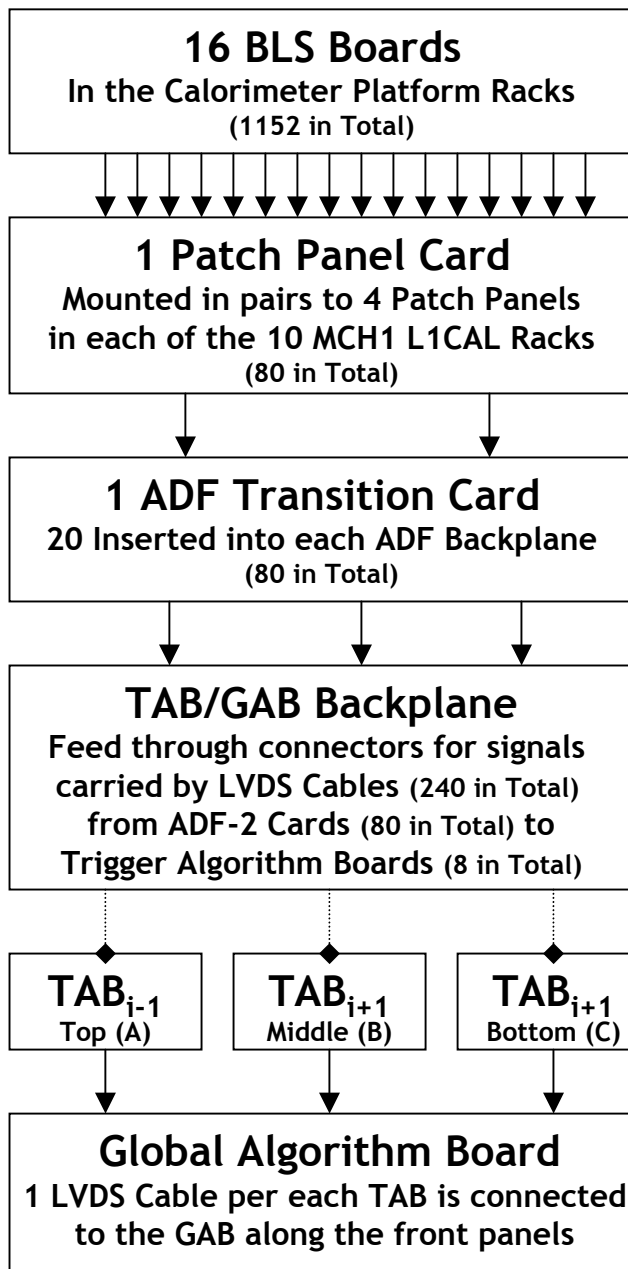 16 BLS Boards
In the Calorimeter Platform Racks
(1152 in Total)
1 Patch Panel Card
Mounted in pairs to 4 Patch Panels
in each of the 10 MCH1 L1CAL Racks
(80 in Total)
1 ADF Transition Card
20 Inserted into each ADF Backplane
(80 in Total)
TAB/GAB Backplane
Feed through connectors for signals
carried by LVDS Cables (240 in Total)
from ADF-2 Cards (80 in Total) to
Trigger Algorithm Boards (8 in Total)
TABi-1 TABi+1 TABi+1
Top (A) Middle (B) Bottom (C)
Global Algorithm Board
1 LVDS Cable per each TAB is connected
to the GAB along the front panels